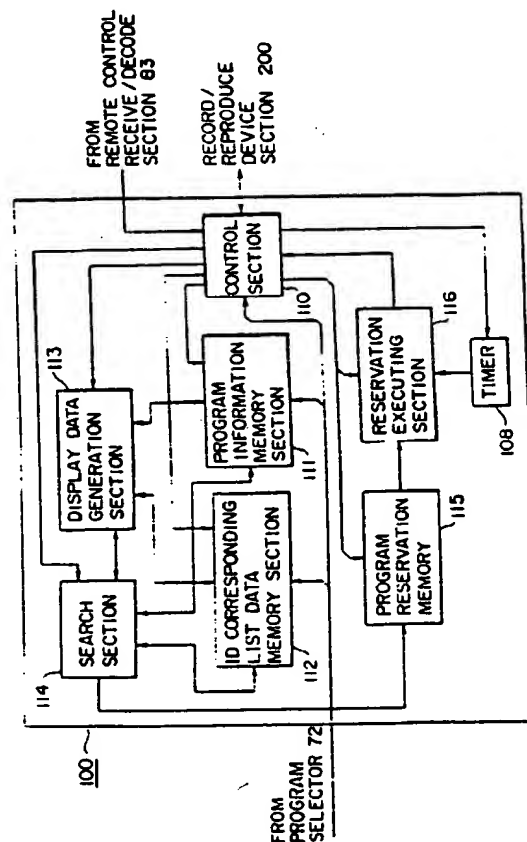 FROM
REMOTE CONTROL
RECEIVE/DECODE
SECTION 83
RECORD/
REPRODUCE
DEVICE
SECTION 200
100
114
SEARCH
SECTION
113
DISPLAY DATA
GENERATION
SECTION
CONTROL
SECTION
110
ID CORRESPONDING
LIST DATA
MEMORY SECTION
112
PROGRAM
INFORMATION
MEMORY
SECTION
111
FROM
PROGRAM
SELECTOR 72
PROGRAM
RESERVATION
MEMORY
115
RESERVATION
EXECUTING
SECTION
116
TIMER
108